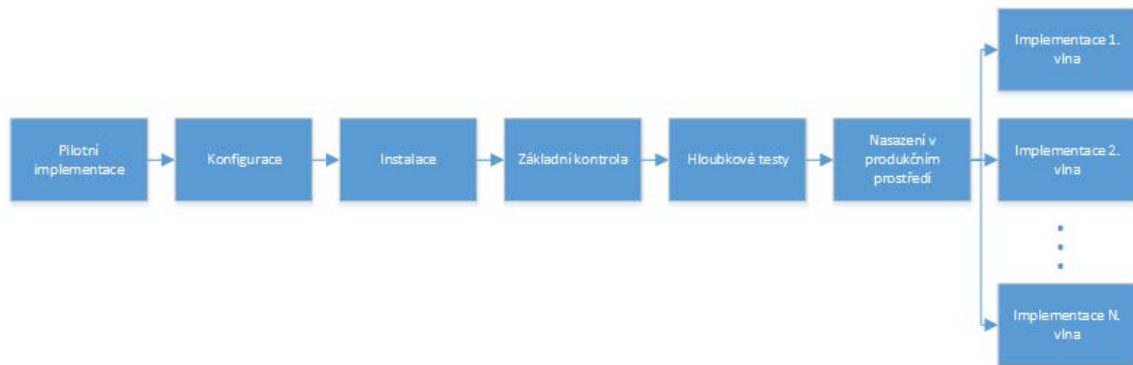 Implementace 1.
vlna
Pilotní
implementace
Konfigurace
Instalace
Základní kontrola
Hloubkové testy
Nasazení v
produkčním
prostředí
Implementace 2.
vlna
Implementace N.
vlna